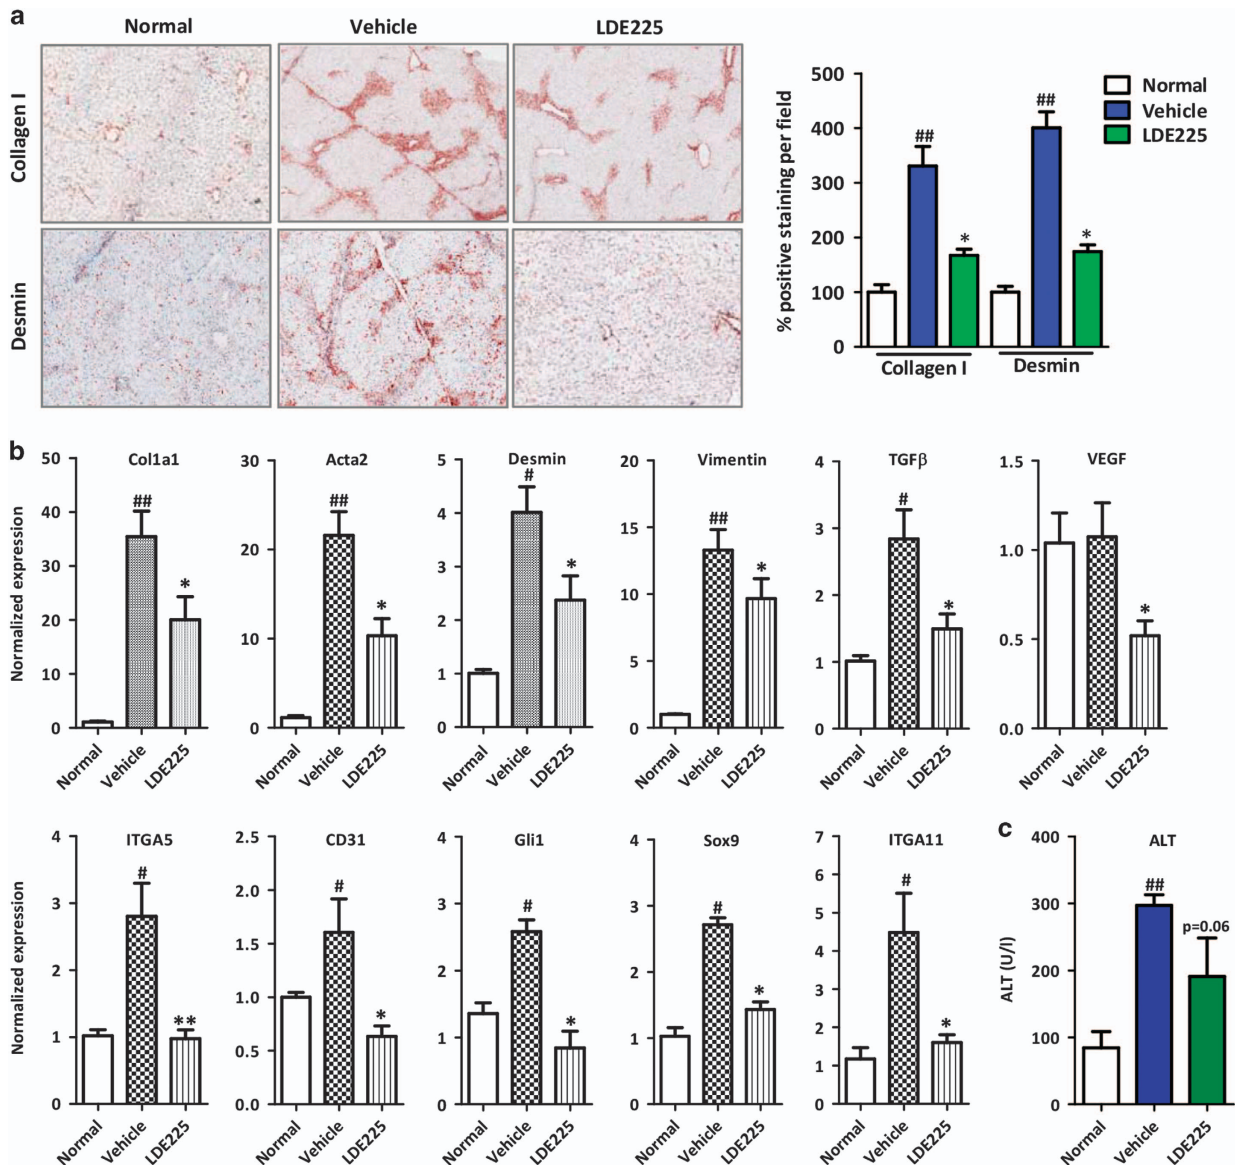 a
Normal
Vehicle
LDE225
Collagen I
Desmin
% positive staining per field
500
400
300
200
100
0
##
*
##
*
Collagen I
Desmin
Normal
Vehicle
LDE225
b
Normalized expression
Col1a1
50
40
30
20
10
0
##
*
Normal
Vehicle
LDE225
Acta2
30
20
10
0
##
*
Normal
Vehicle
LDE225
Desmin
5
4
3
2
1
0
#
*
Normal
Vehicle
LDE225
Vimentin
20
15
10
5
0
##
*
Normal
Vehicle
LDE225
TGFβ
4
3
2
1
0
#
*
Normal
Vehicle
LDE225
VEGF
1.5
1.0
0.5
0.0
*
Normal
Vehicle
LDE225
Normalized expression
ITGA5
4
3
2
1
0
#
**
Normal
Vehicle
LDE225
CD31
2.5
2.0
1.5
1.0
0.5
0.0
#
*
Normal
Vehicle
LDE225
Gli1
4
3
2
1
0
#
*
Normal
Vehicle
LDE225
Sox9
4
3
2
1
0
#
*
Normal
Vehicle
LDE225
ITGA11
7
6
5
4
3
2
1
0
#
*
Normal
Vehicle
LDE225
c
ALT
ALT (U/l)
400
300
200
100
0
##
p=0.06
Normal
Vehicle
LDE225